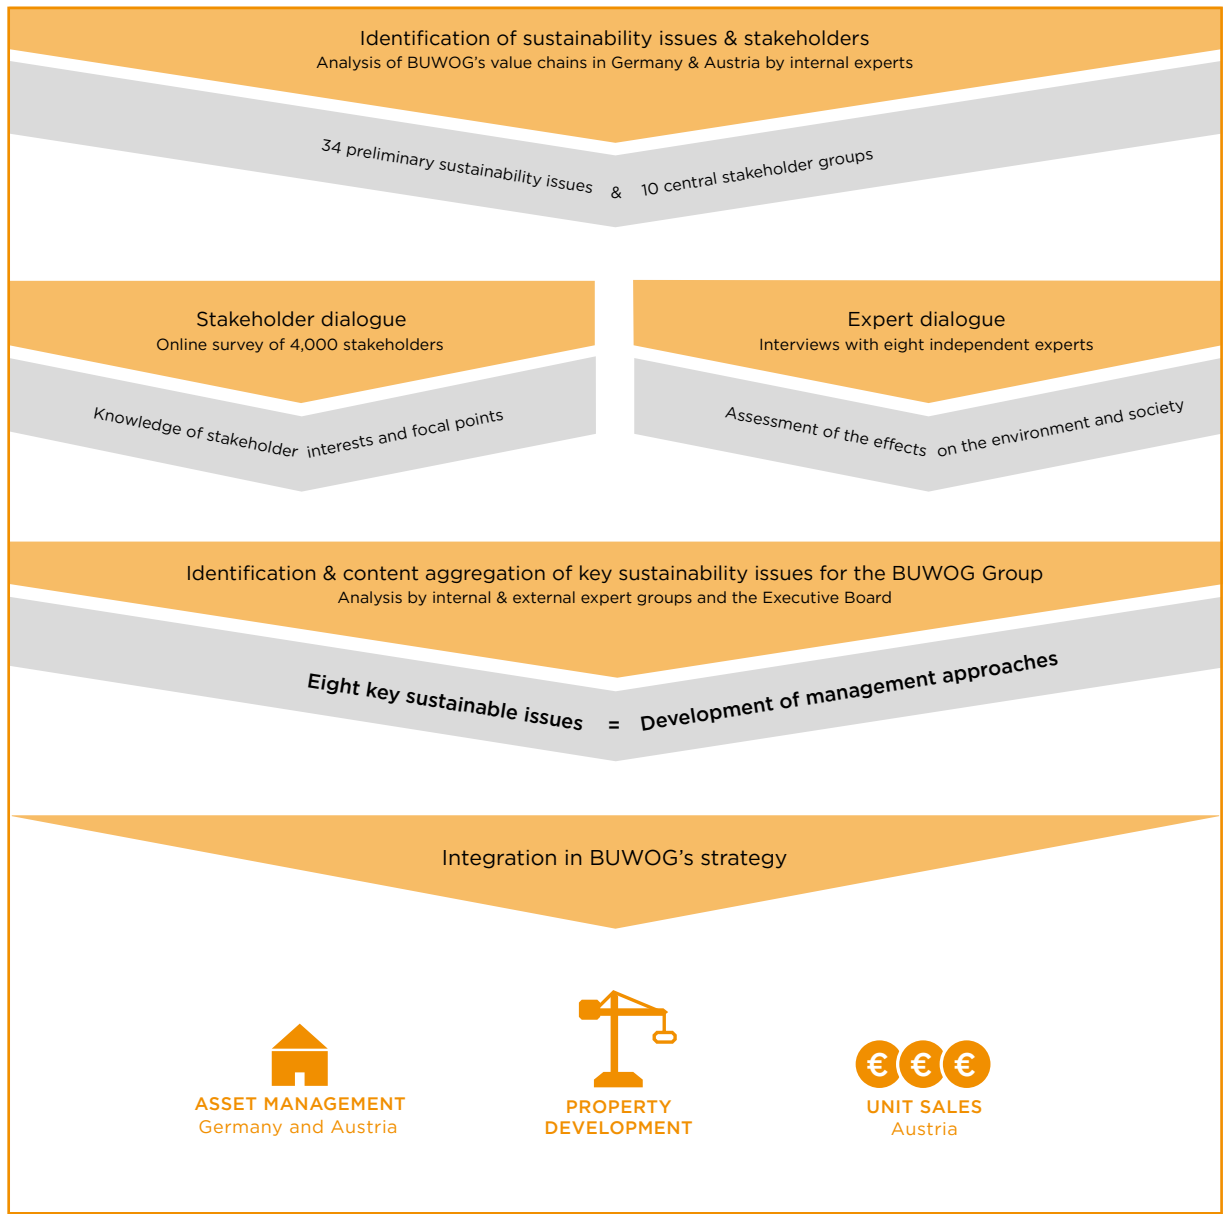 Identification of sustainability issues & stakeholders
Analysis of BUWOG’s value chains in Germany & Austria by internal experts
34 preliminary sustainability issues & 10 central stakeholder groups
Stakeholder dialogue
Online survey of 4,000 stakeholders
Knowledge of stakeholder interests and focal points
Expert dialogue
Interviews with eight independent experts
Assessment of the effects on the environment and society
Identification & content aggregation of key sustainability issues for the BUWOG Group
Analysis by internal & external expert groups and the Executive Board
Eight key sustainable issues = Development of management approaches
Integration in BUWOG’s strategy
€ € €
ASSET MANAGEMENT
Germany and Austria
PROPERTY
DEVELOPMENT
UNIT SALES
Austria